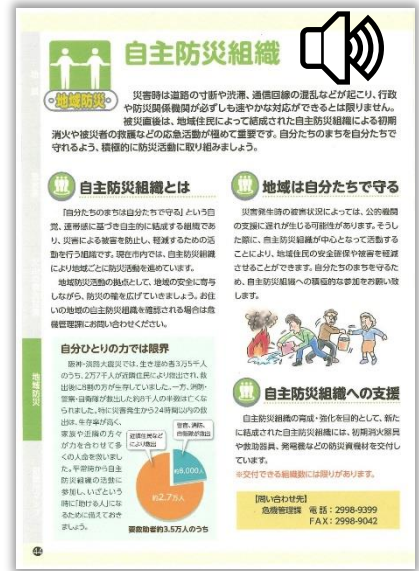 自主防災組織
地域防災
災害時は道路の寸断や渋滞、通信回線の混乱などが起こり、行政
や防災関係機関が必ずしも速やかな対応ができるとは限りません。
被災直後は、地域住民によって結成された自主防災組織による初期
消火や被災者の救護などの応急活動が極めて重要です。自分たちのまちを自分たちで
守れるよう、積極的に防災活動に取り組みましょう。
自主防災組織とは
「自分たちのまちは自分たちで守る」という自
覚、連帯感に基づき自主的に結成する組織であ
り、災害による被害を防止し、軽減するための活
動を行う組織です。現在市内では、自主防災組織
により地域ごとに防災活動を進めています。
地域防災活動の拠点として、地域の安全に寄与
しながら、防災の輪を広げていきましょう。お住
いの地域の自主防災組織を確認される場合は危
機管理課にお問い合わせください。
自分ひとりの力では限界
阪神・淡路大震災では、生き埋め者3万5千人
のうち、2万7千人が近隣住民により救出され、救
出後に8割の方が生存していました。一方、消防・
警察・自衛隊が救出した約8千人の半数は亡くな
られました。特に災害発生から24時間以内の救
出は、生存率が高く、
家族や近隣の方々
が力を合わせて多
くの人命を救いまし
た。平常時から自主
防災組織の活動に
参加し、いざという
時に「助ける人」にな
るために備えておき
ましょう。
近隣住民など
により救出
警察、消防、
自衛隊が救出
約8,000人
約2.7万人
要救助者約3.5万人のうち
地域は自分たちで守る
災害発生時の被害状況によっては、公的機関
の支援に遅れが生じる可能性があります。そうし
た際に、自主防災組織が中心となって活動する
ことにより、地域住民の安全確保や被害を軽減
させることができます。自分たちのまちを守るた
め、自主防災組織への積極的な参加をお願い致
します。
自主防災組織への支援
自主防災組織の育成・強化を目的として、新た
に結成された自主防災組織には、初期消火器具
や救助器具、発電機などの防災資機材を交付し
ています。
※交付できる組織数には限りがあります。
【問い合わせ先】
危機管理課 電話：2998-9399
FAX：2998-9042
地域防災
44